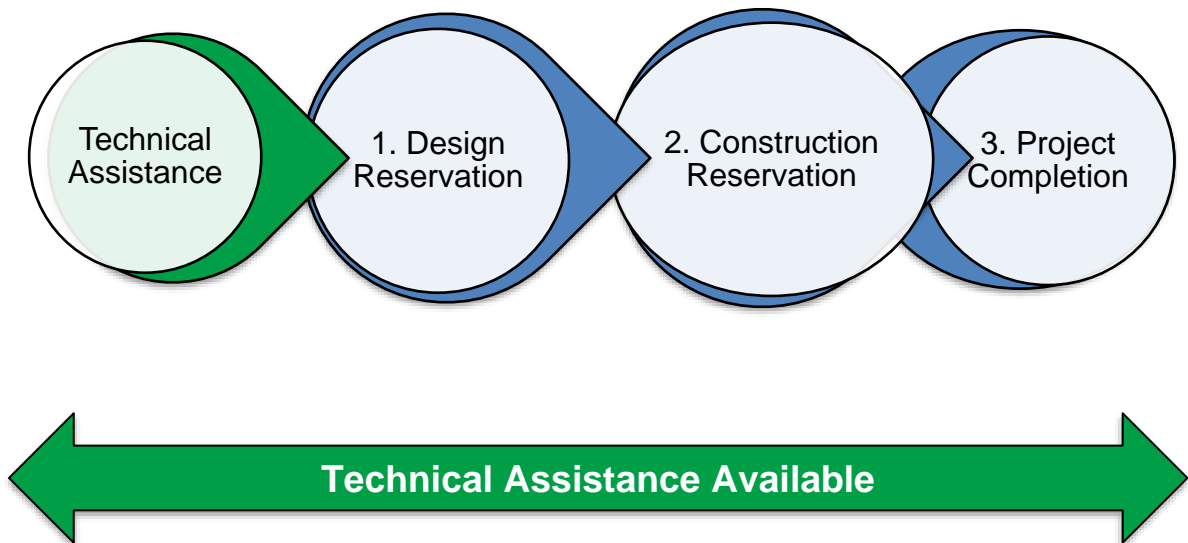 Technical
Assistance
1. Design
Reservation
2. Construction
Reservation
3. Project
Completion
Technical Assistance Available